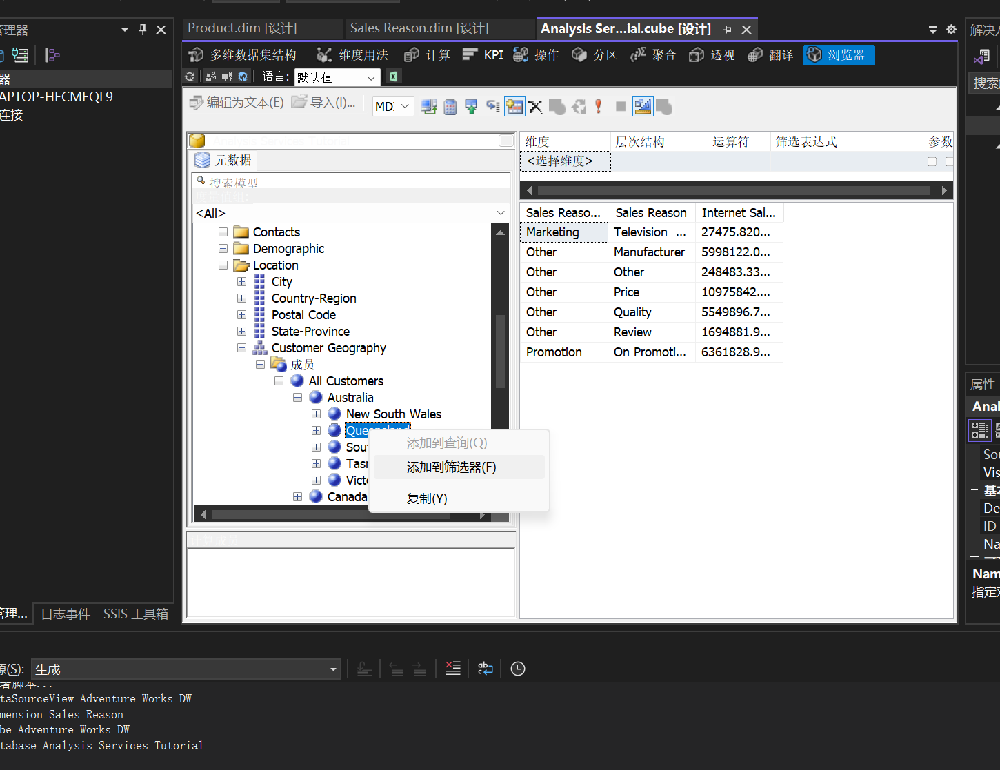 管理器
Product.dim [设计]
Sales Reason.dim [设计]
Analysis Ser...ial.cube [设计]
解决方
多维数据集结构
维度用法
计算
KPI
操作
分区
聚合
透视
翻译
浏览器
语言:
默认值
搜索
器
APTOP-HECMFQL9
连接
编辑为文本(E)
导入(I)...
MD
Analysis Services Tutorial
元数据
搜索模型
度量值组:
<All>
Contacts
Demographic
Location
City
Country-Region
Postal Code
State-Province
Customer Geography
成员
All Customers
Australia
New South Wales
Queensland
Sout
Tasm
Victo
Canada
添加到查询(Q)
添加到筛选器(F)
复制(Y)
计算成员
维度 层次结构 运算符 筛选表达式 参数
<选择维度>
Sales Reaso... Sales Reason Internet Sal...
Marketing Television ... 27475.820...
Other Manufacturer 5998122.0...
Other Other 248483.33...
Other Price 10975842....
Other Quality 5549896.7...
Other Review 1694881.9...
Promotion On Promoti... 6361828.9...
属性
Anal
Sou
Vis
基本
De
ID
Na
Nam
指定对
管理...
日志事件
SSIS 工具箱
源(S):
生成
署脚本...
taSourceView Adventure Works DW
mension Sales Reason
be Adventure Works DW
tabase Analysis Services Tutorial